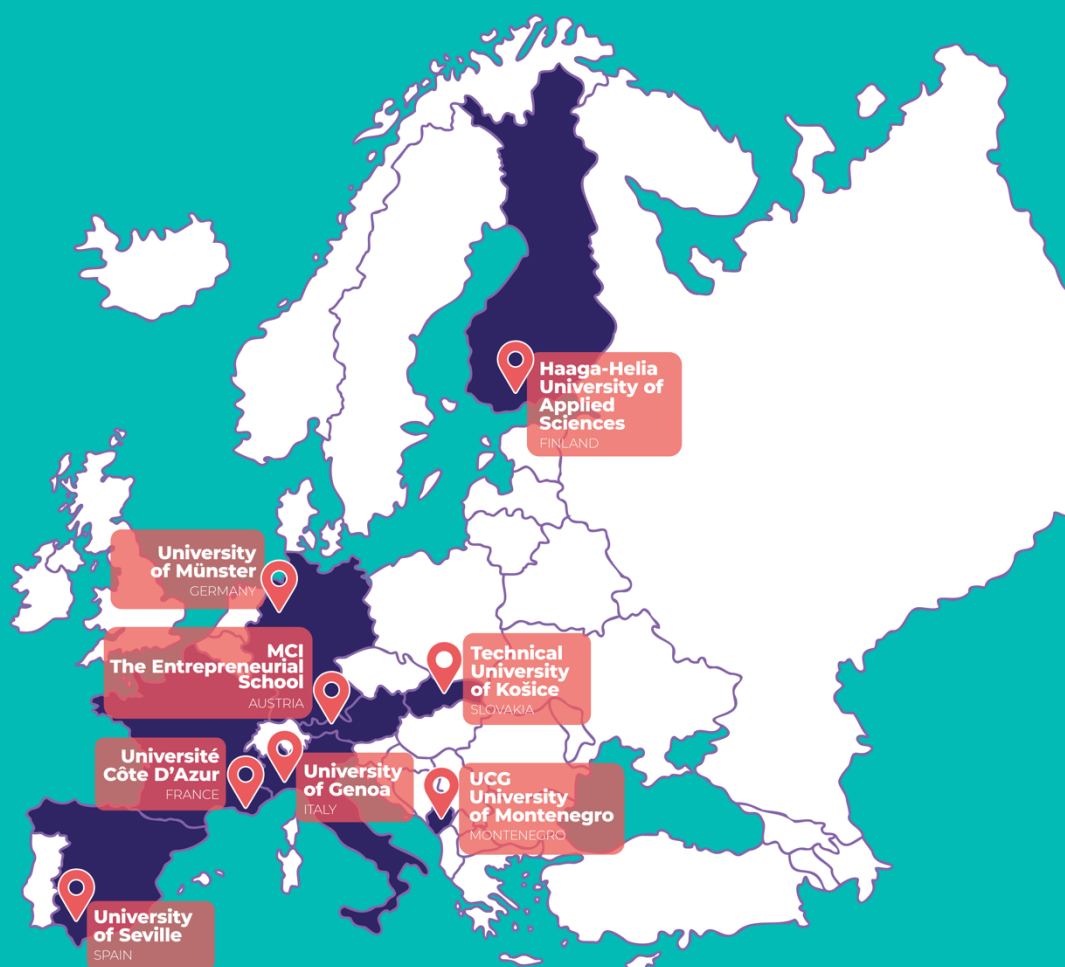 Haaga-Helia
University of
Applied
Sciences
FINLAND
University
of Münster
GERMANY
MCI
The Entrepreneurial
School
AUSTRIA
Technical
University
of Košice
SLOVAKIA
Université
Côte D'Azur
FRANCE
University
of Genoa
ITALY
UCG
University
of Montenegro
MONTENEGRO
University
of Seville
SPAIN